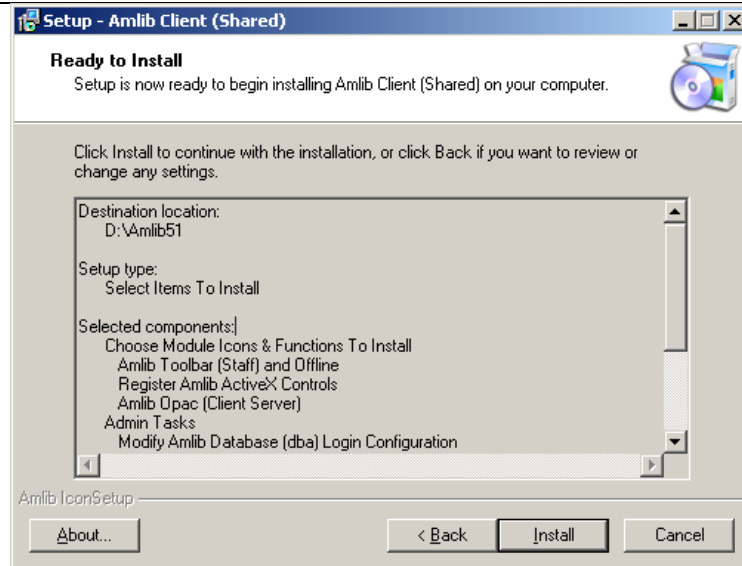 Setup - Amlib Client (Shared)
Ready to Install
Setup is now ready to begin installing Amlib Client (Shared) on your computer.
Click Install to continue with the installation, or click Back if you want to review or
change any settings.
Destination location:
D:\Amlib51
Setup type:
Select Items To Install
Selected components:
Choose Module Icons & Functions To Install
Amlib Toolbar (Staff) and Offline
Register Amlib ActiveX Controls
Amlib Opac (Client Server)
Admin Tasks
Modify Amlib Database (dba) Login Configuration
Amlib IconSetup
About...
< Back
Install
Cancel